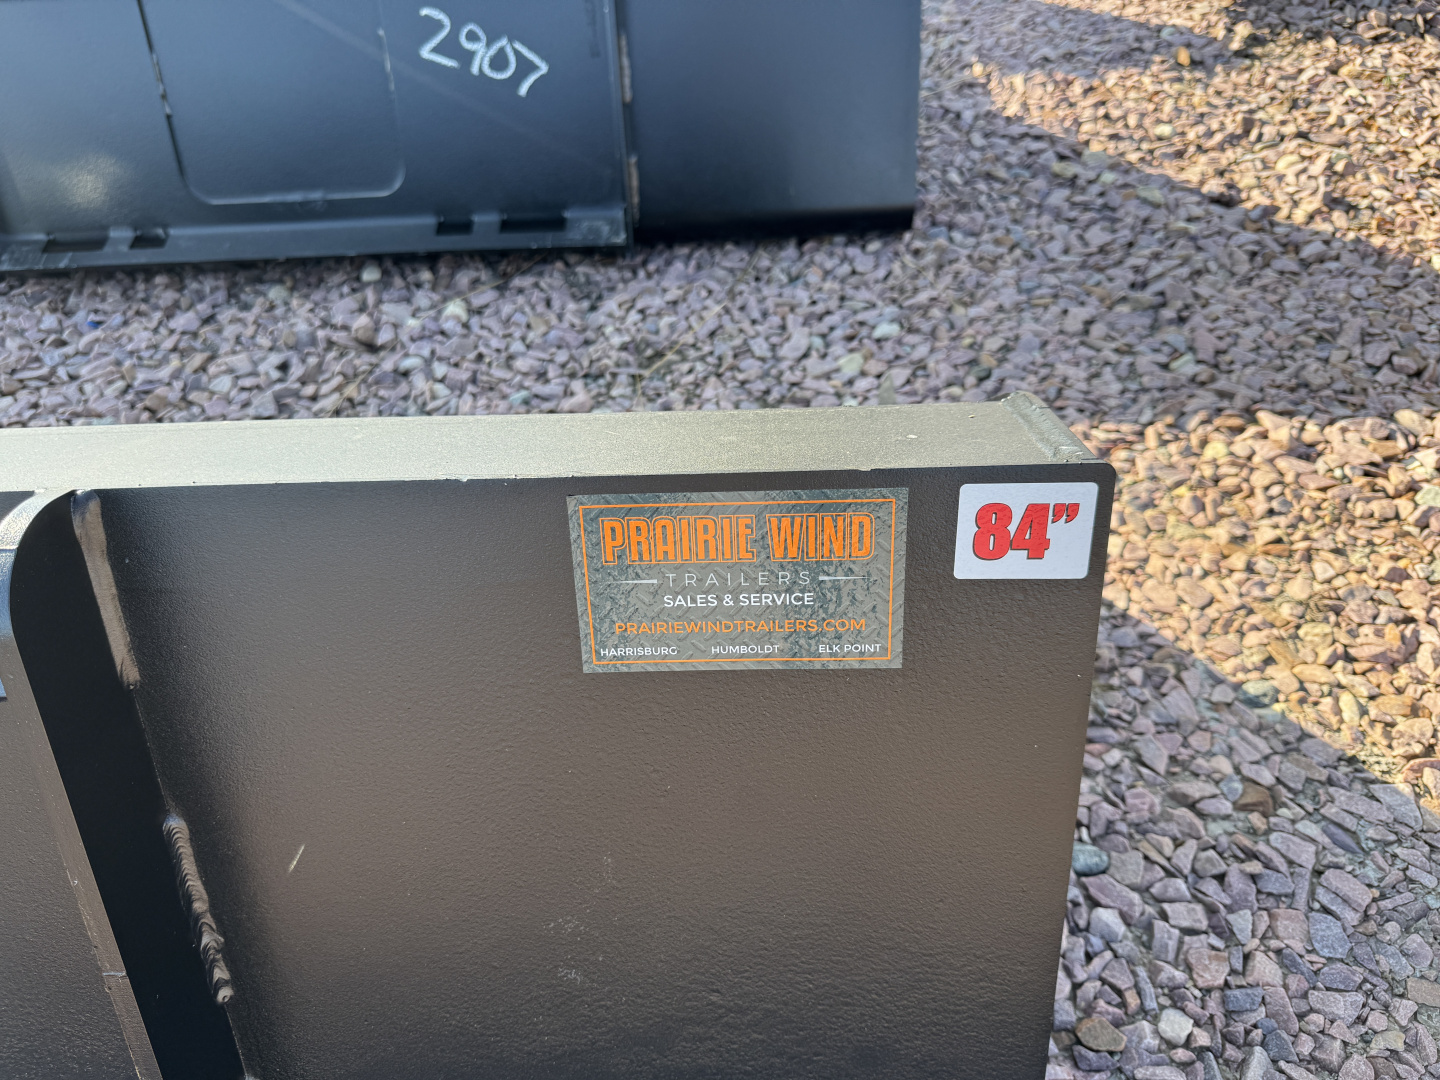 2907
PRAIRIE WIND
TRAILERS
SALES & SERVICE
PRAIRIEWINDTRAILERS.COM
HARRISBURG HUMBOLDT ELK POINT
84”